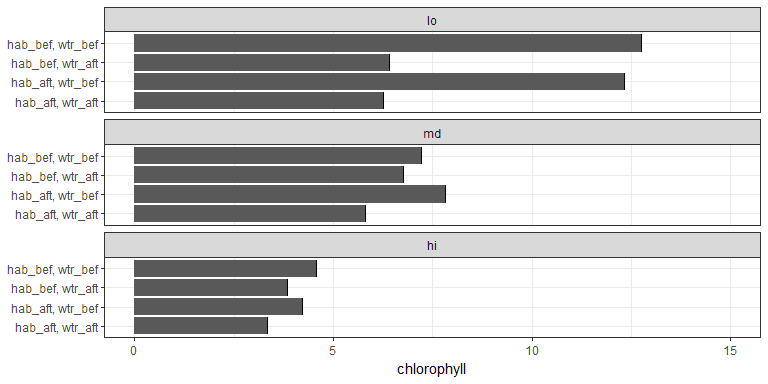 lo
hab_bef, wtr_bef
hab_bef, wtr_aft
hab_aft, wtr_bef
hab_aft, wtr_aft
md
hab_bef, wtr_bef
hab_bef, wtr_aft
hab_aft, wtr_bef
hab_aft, wtr_aft
hi
hab_bef, wtr_bef
hab_bef, wtr_aft
hab_aft, wtr_bef
hab_aft, wtr_aft
0 5 10 15
chlorophyll